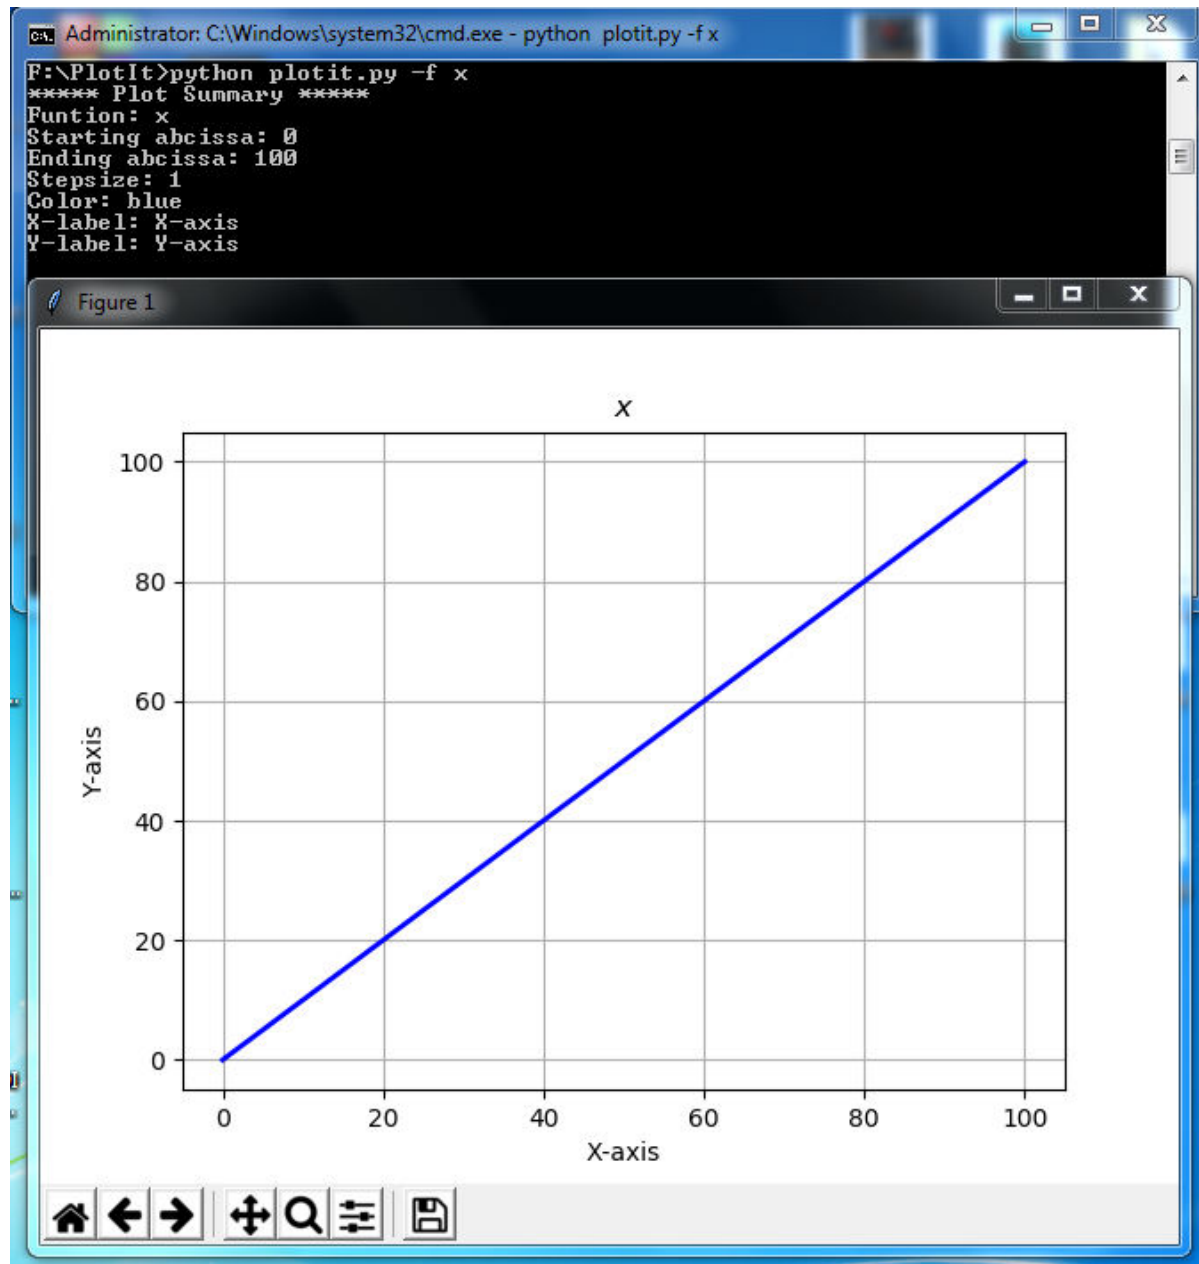 Administrator: C:\Windows\system32\cmd.exe - python  plotit.py -f x
F:\PlotIt>python plotit.py -f x
***** Plot Summary *****
Funtion: x
Starting abcissa: 0
Ending abcissa: 100
Stepsize: 1
Color: blue
X-label: X-axis
Y-label: Y-axis
Figure 1
x
100
80
60
40
20
0
Y-axis
0 20 40 60 80 100
X-axis